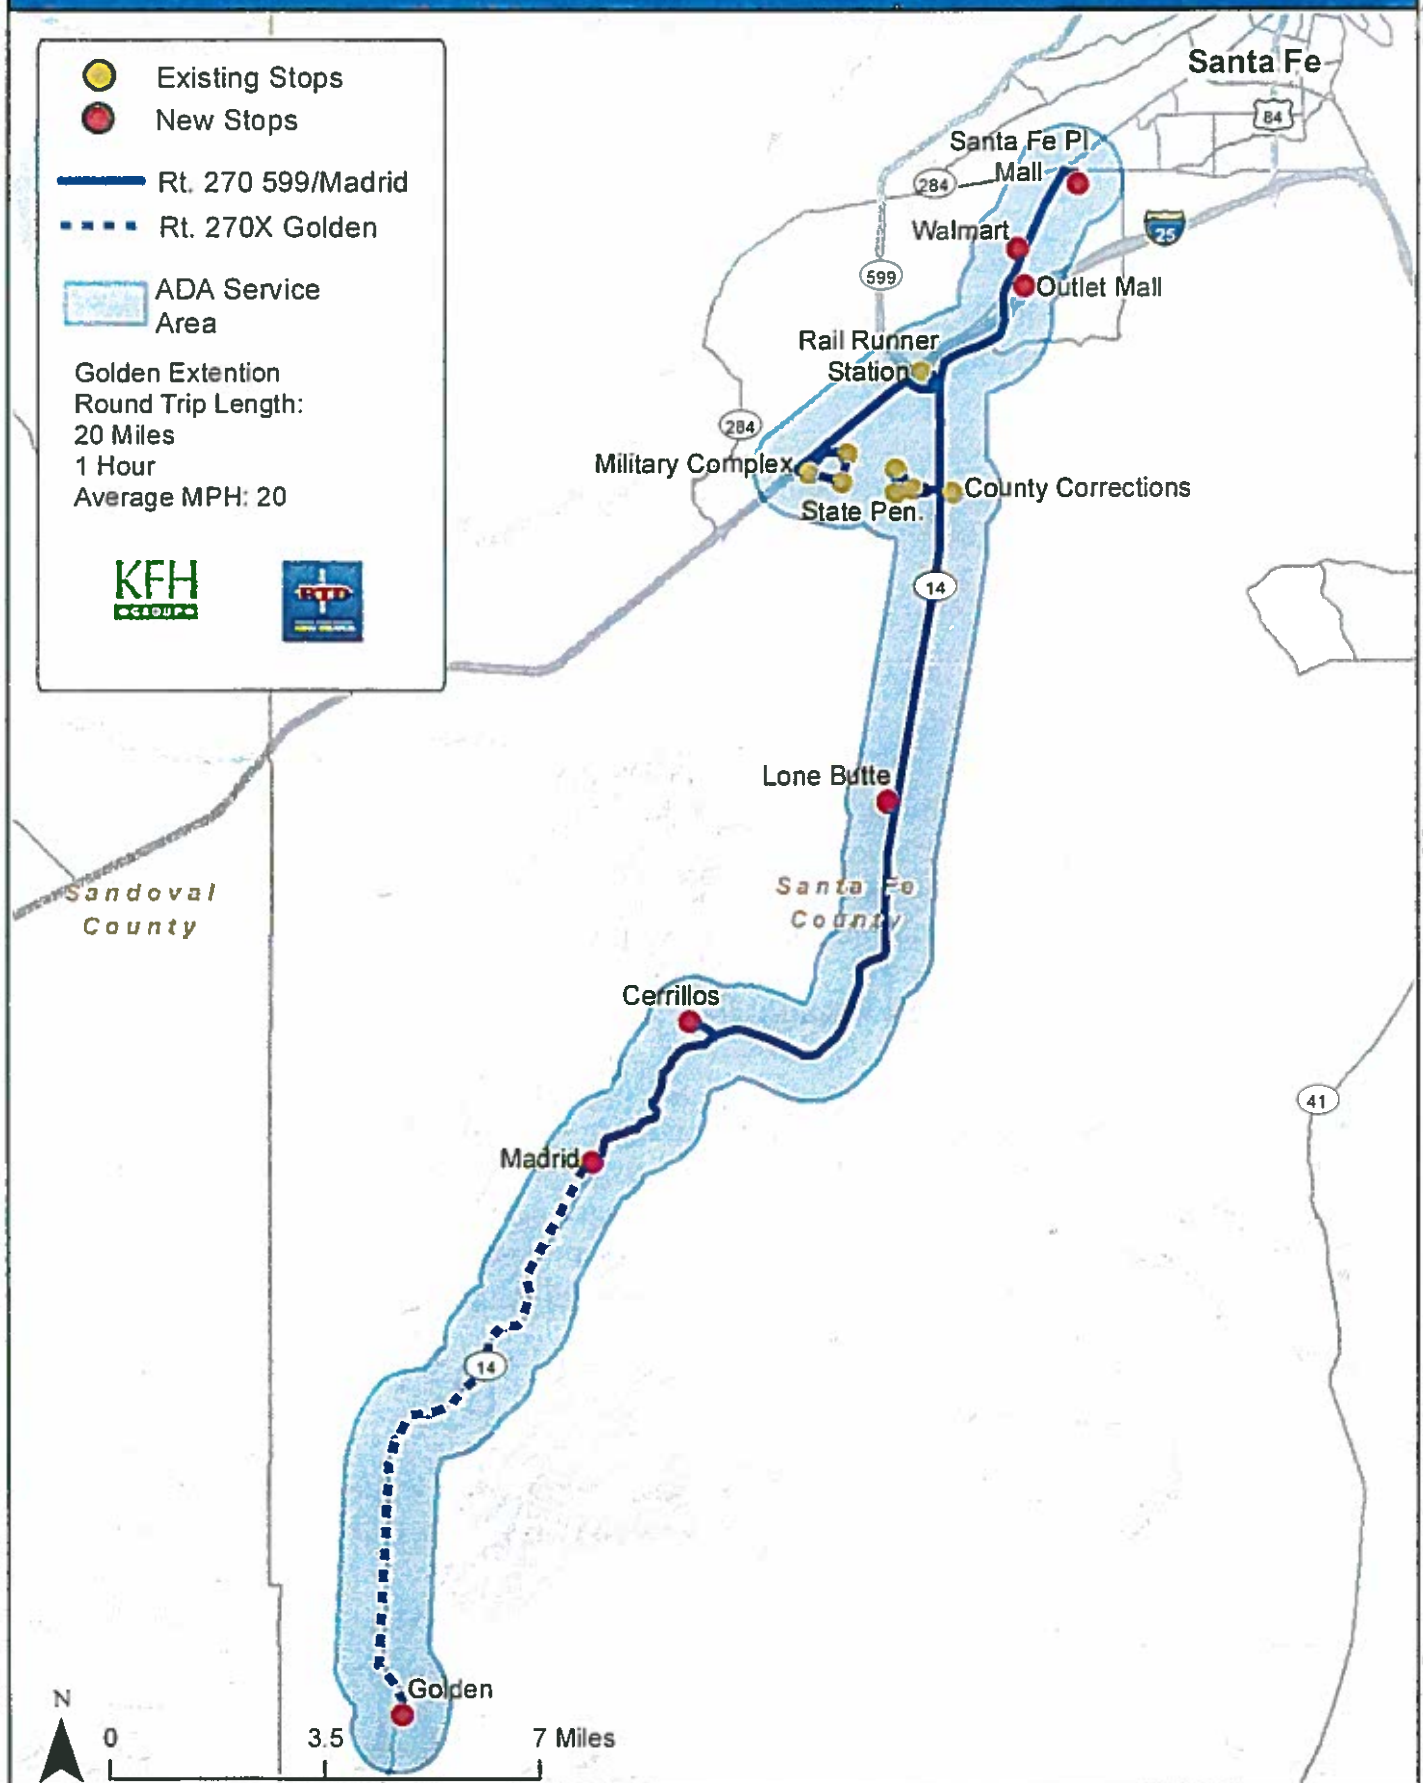 Existing Stops
New Stops
Rt. 270 599/Madrid
Rt. 270X Golden
ADA Service
Area
Golden Extention
Round Trip Length:
20 Miles
1 Hour
Average MPH: 20
KFH
GROUP
RTD
Santa Fe
84
Santa Fe Pl
Mall
284
Walmart
25
599
Outlet Mall
Rail Runner
Station
284
Military Complex
County Corrections
State Pen.
14
Lone Butte
Sandoval
County
Santa Fe
County
Cerrillos
41
Madrid
14
Golden
N
0
3.5
7 Miles